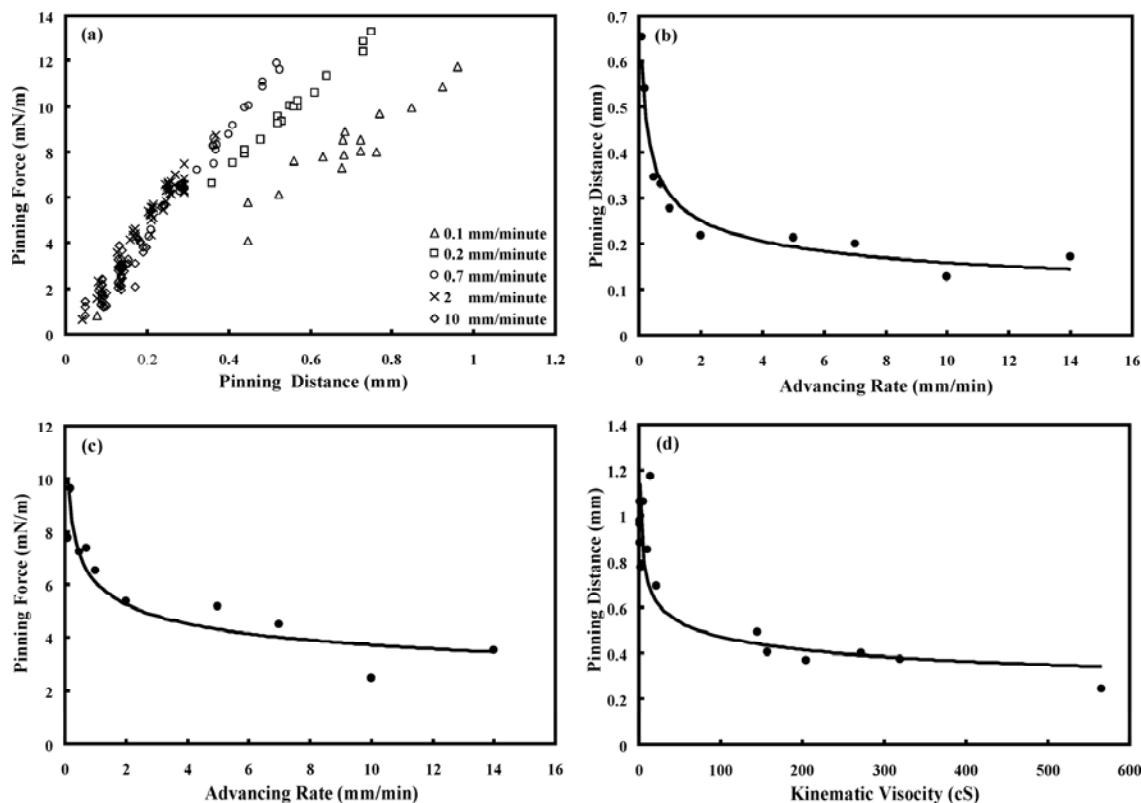 (a)
Pinning Force (mN/m)
14
12
10
8
6
4
2
0
0 0.2 0.4 0.6 0.8 1 1.2
Pinning Distance (mm)
0.1 mm/minute
0.2 mm/minute
0.7 mm/minute
2 mm/minute
10 mm/minute
(b)
Pinning Distance (mm)
0.7
0.6
0.5
0.4
0.3
0.2
0.1
0
0 2 4 6 8 10 12 14 16
Advancing Rate (mm/min)
(c)
Pinning Force (mN/m)
12
10
8
6
4
2
0
0 2 4 6 8 10 12 14 16
Advancing Rate (mm/min)
(d)
Pinning Distance (mm)
1.4
1.2
1
0.8
0.6
0.4
0.2
0
0 100 200 300 400 500 600
Kinematic Visocity (cS)